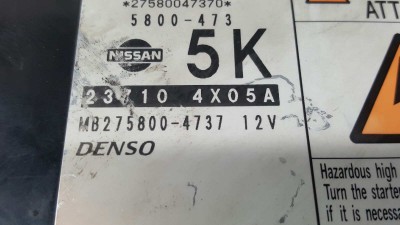 *27580047370*
5800-473
NISSAN
5K
23710 4X05A
MB275800-4737 12V
DENSO
ATT
Hazardous high
Turn the starter
if it is necessar